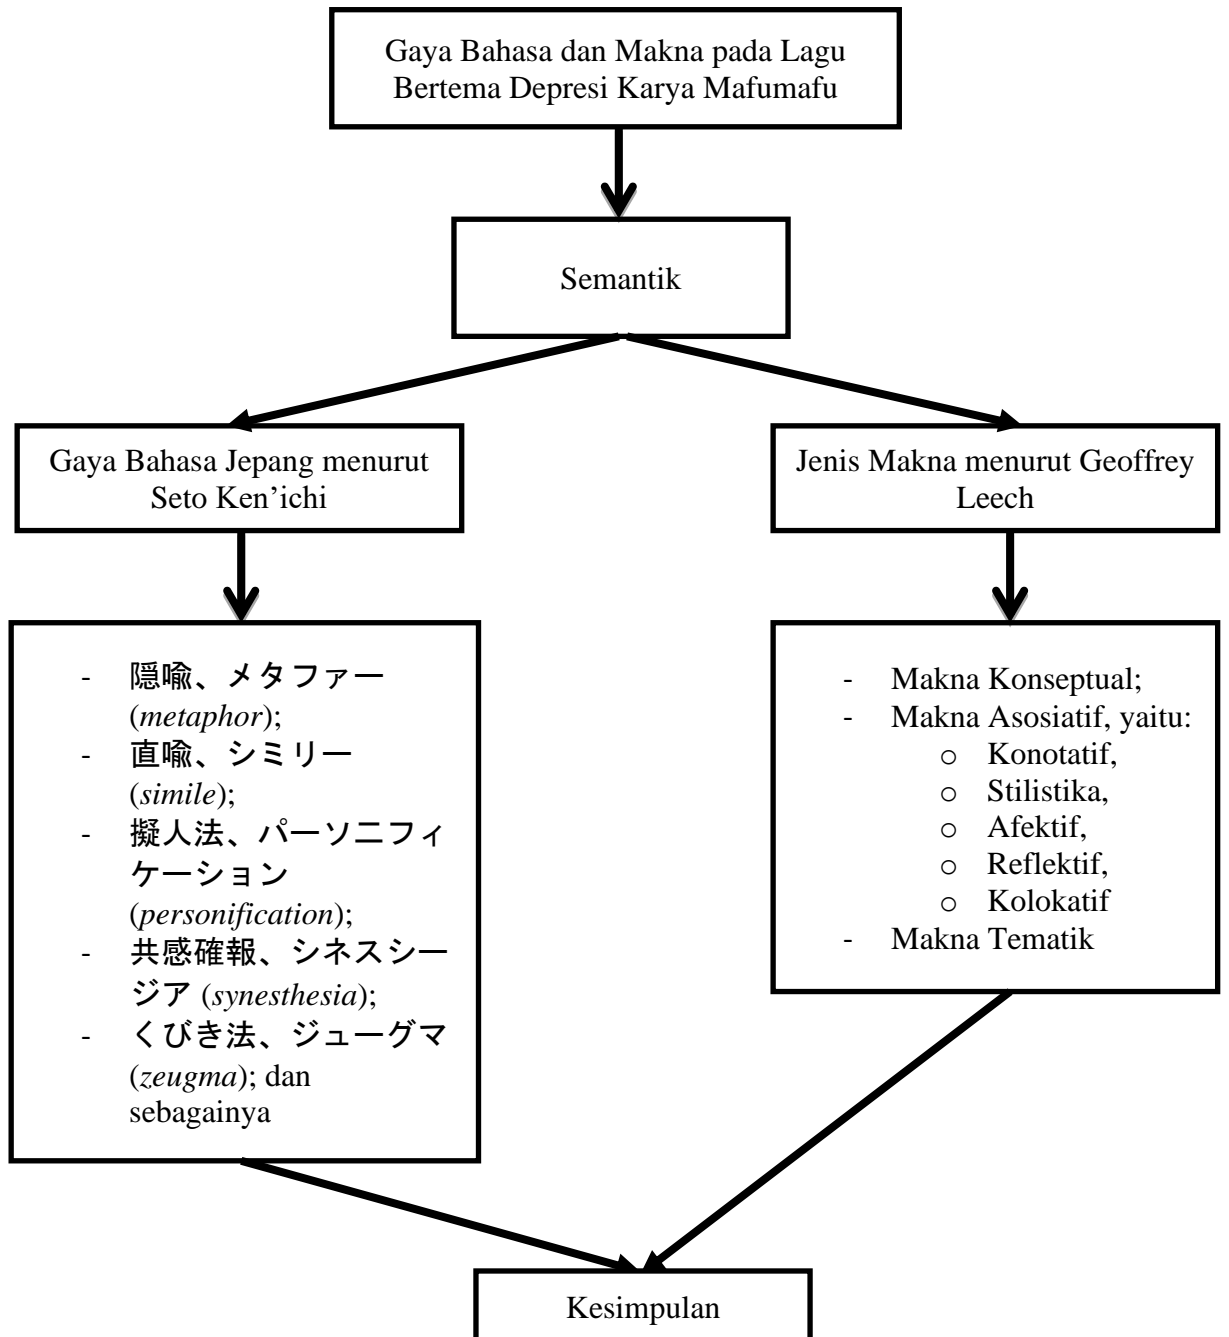 Gaya Bahasa dan Makna pada Lagu
Bertema Depresi Karya Mafumafu
Semantik
Gaya Bahasa Jepang menurut
Seto Ken’ichi
Jenis Makna menurut Geoffrey
Leech
- 隠喩、メタファー
(metaphor);
- 直喩、シミリー
(simile);
- 擬人法、パーソニフィ
ケーション
(personification);
- 共感確報、シネスシー
ジア (synesthesia);
- くびき法、ジューグマ
(zeugma); dan
sebagainya
- Makna Konseptual;
- Makna Asosiatif, yaitu:
o Konotatif,
o Stilistika,
o Afektif,
o Reflektif,
o Kolokatif
- Makna Tematik
Kesimpulan